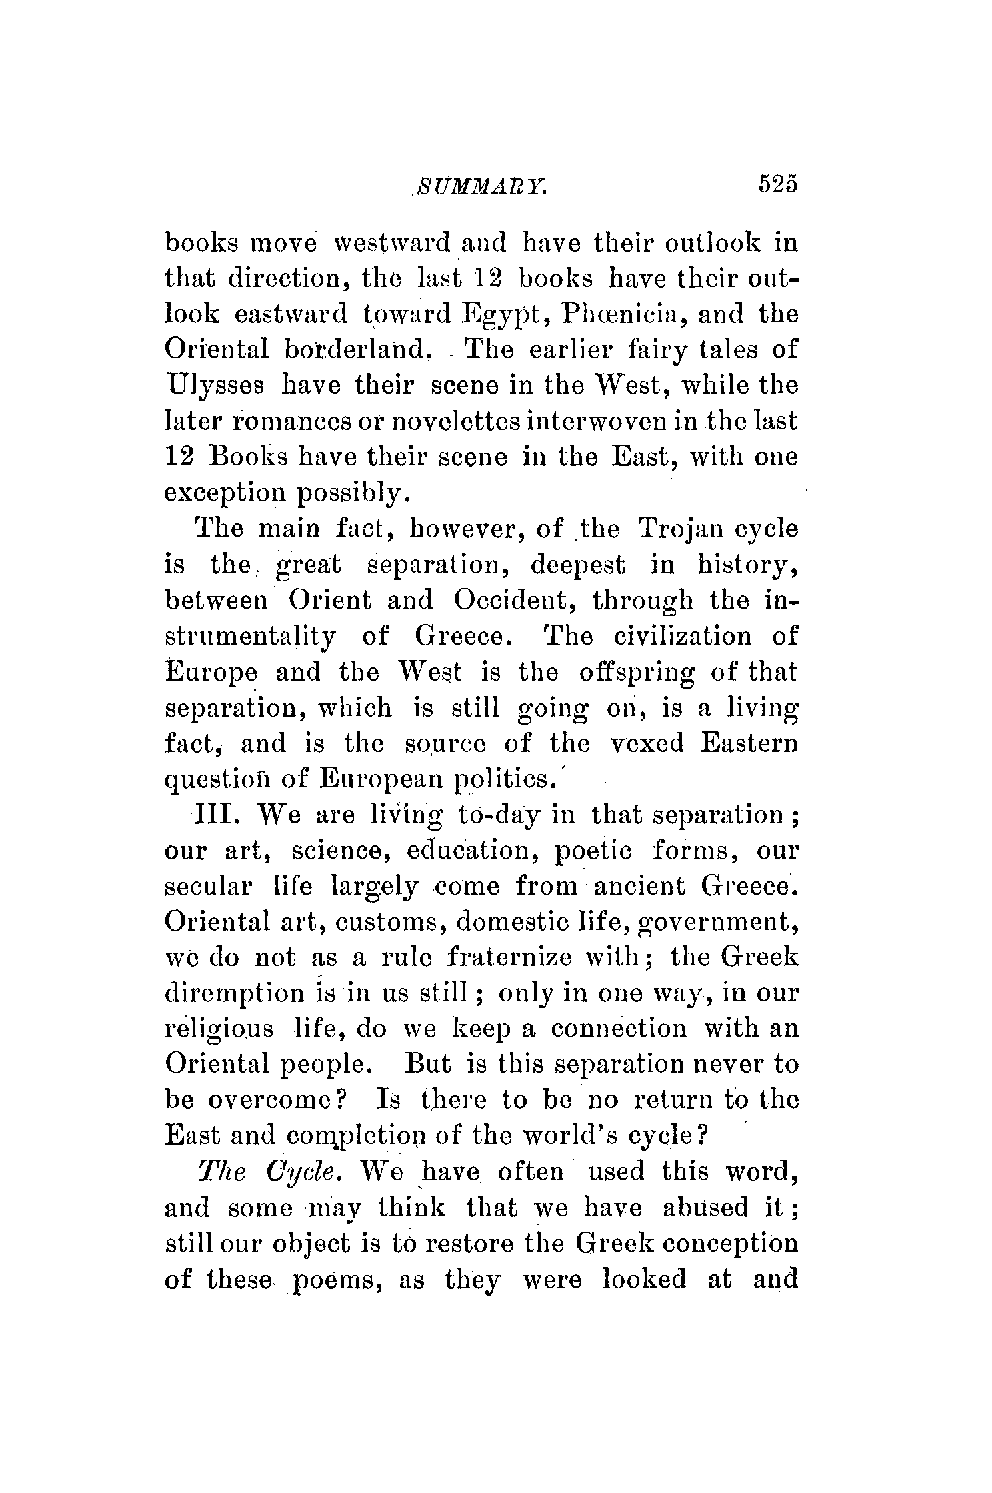 SUMMARY. 525
books move westward and have their outlook in
that direction, the last 12 books have their out-
look eastward toward Egypt, Phœnicia, and the
Oriental borderland. The earlier fairy tales of
Ulysses have their scene in the West, while the
later romances or novelettes interwoven in the last
12 Books have their scene in the East, with one
exception possibly.
The main fact, however, of the Trojan cycle
is the great separation, deepest in history,
between Orient and Occident, through the in-
strumentality of Greece. The civilization of
Europe and the West is the offspring of that
separation, which is still going on, is a living
fact, and is the source of the vexed Eastern
question of European politics.
III. We are living to-day in that separation;
our art, science, education, poetic forms, our
secular life largely come from ancient Greece.
Oriental art, customs, domestic life, government,
we do not as a rule fraternize with; the Greek
diremption is in us still; only in one way, in our
religious life, do we keep a connection with an
Oriental people. But is this separation never to
be overcome? Is there to be no return to the
East and completion of the world's cycle?
The Cycle. We have often used this word,
and some may think that we have abused it;
still our object is to restore the Greek conception
of these poems, as they were looked at and